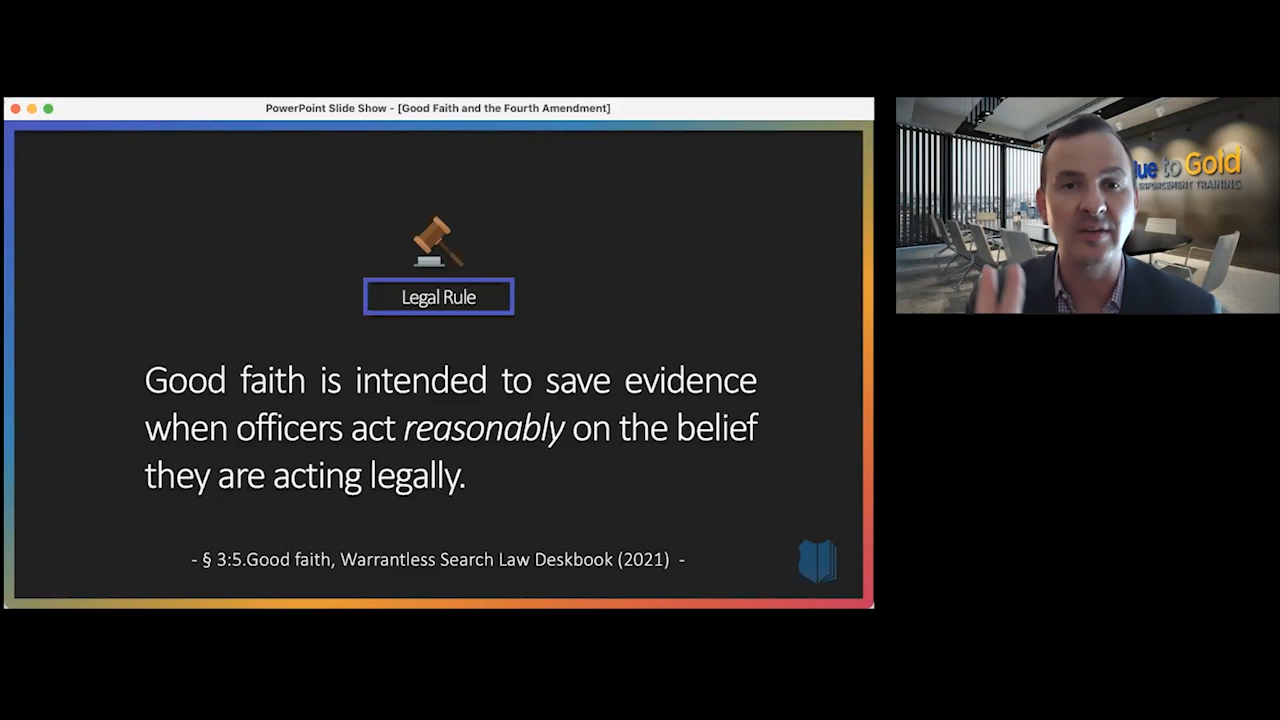 PowerPoint Slide Show - [Good Faith and the Fourth Amendment]
Legal Rule
Good faith is intended to save evidence
when officers act reasonably on the belief
they are acting legally.
- § 3:5.Good faith, Warrantless Search Law Deskbook (2021) -
lue to Gold
ENFORCEMENT TRAINING